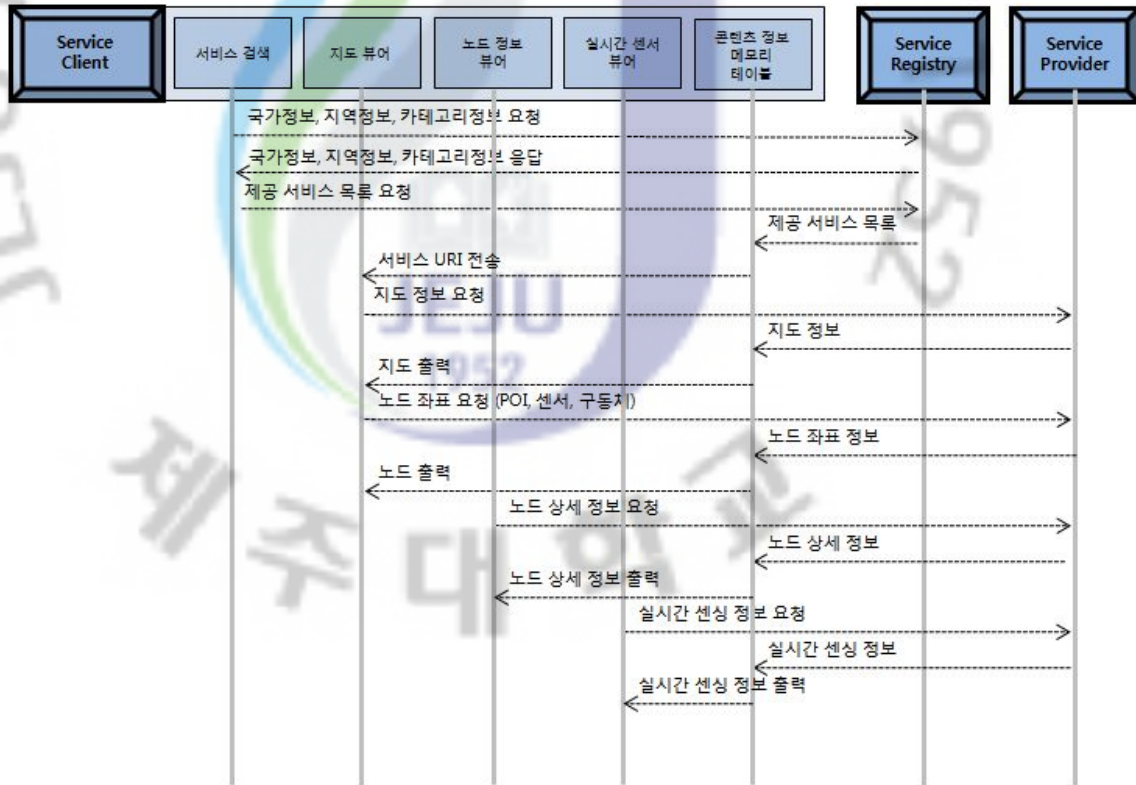 Service
Client
서비스 검색
지도 뷰어
노드 정보
뷰어
실시간 센서
뷰어
콘텐츠 정보
메모리
테이블
Service
Registry
Service
Provider
국가정보, 지역정보, 카테고리정보 요청
국가정보, 지역정보, 카테고리정보 응답
제공 서비스 목록 요청
제공 서비스 목록
서비스 URI 전송
지도 정보 요청
지도 정보
지도 출력
노드 좌표 요청 (POI, 센서, 구동체)
노드 좌표 정보
노드 출력
노드 상세 정보 요청
노드 상세 정보
노드 상세 정보 출력
실시간 센싱 정보 요청
실시간 센싱 정보
실시간 센싱 정보 출력
JEJU
1952
제주대학교
1952